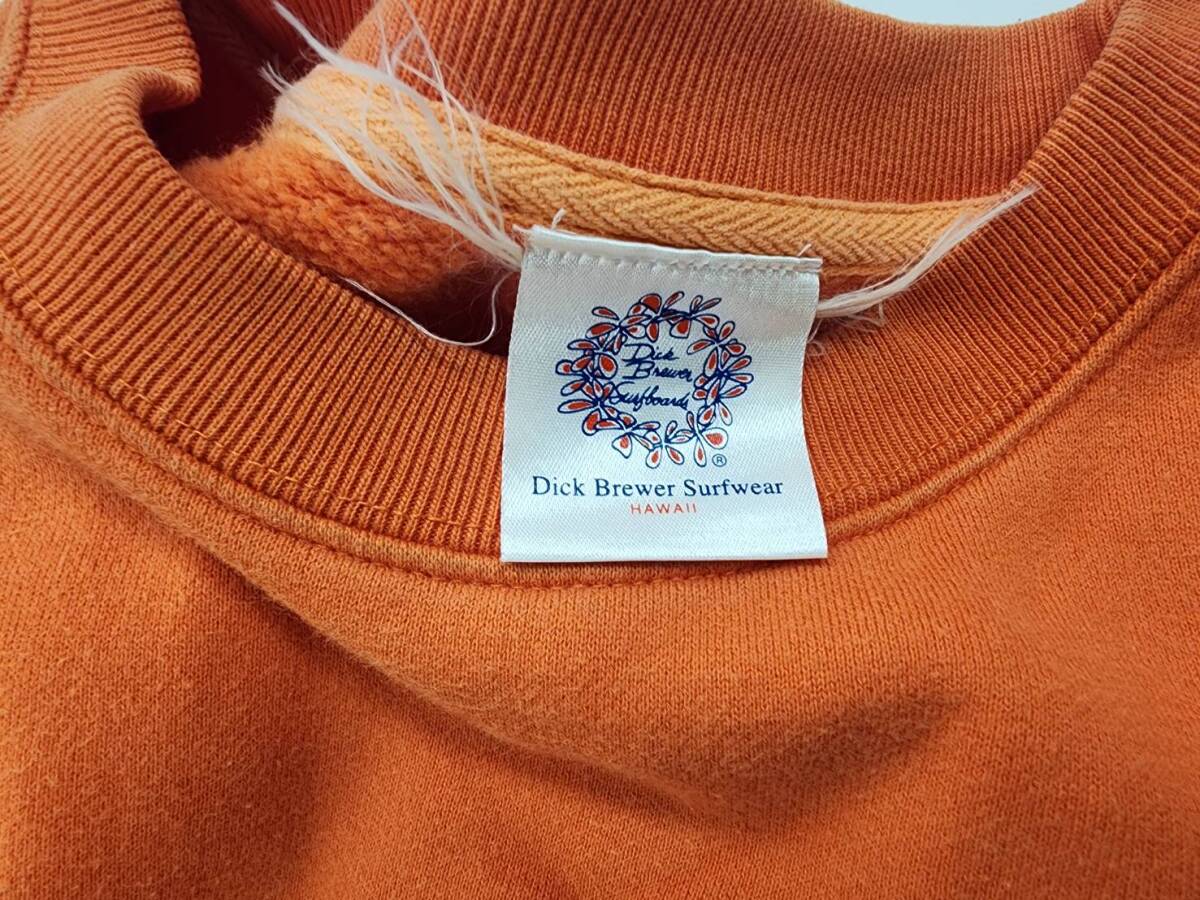 Dick
Brewer
Surfboards
®
Dick Brewer Surfwear
HAWAII